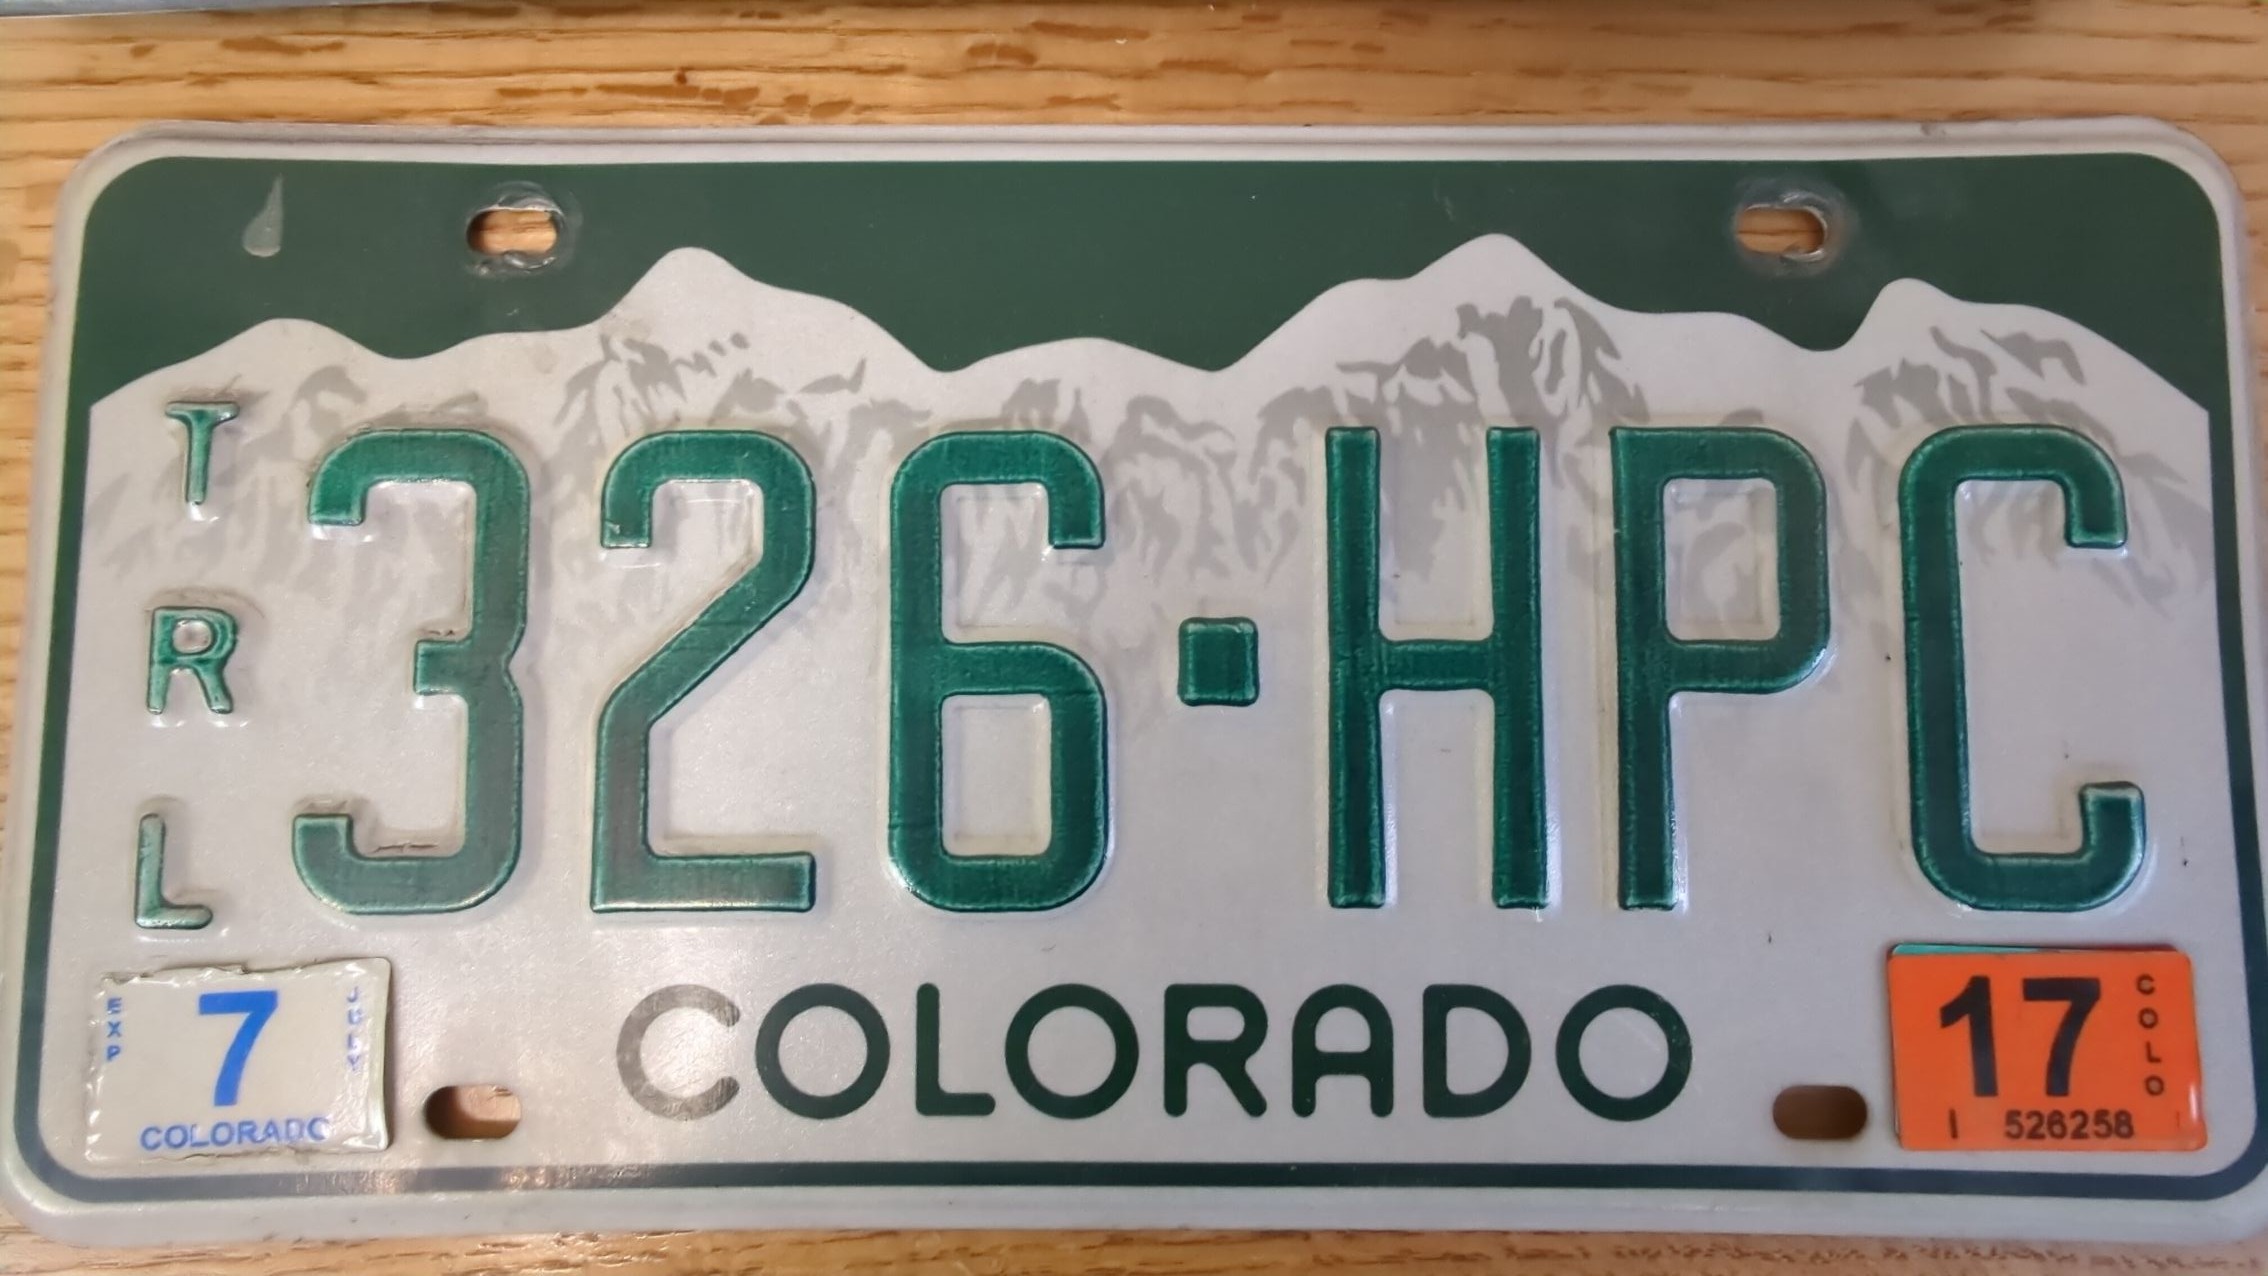 TRL
326·HPC
EXP 7 JULY
COLORADO
COLORADO
17 COLO
I 526258